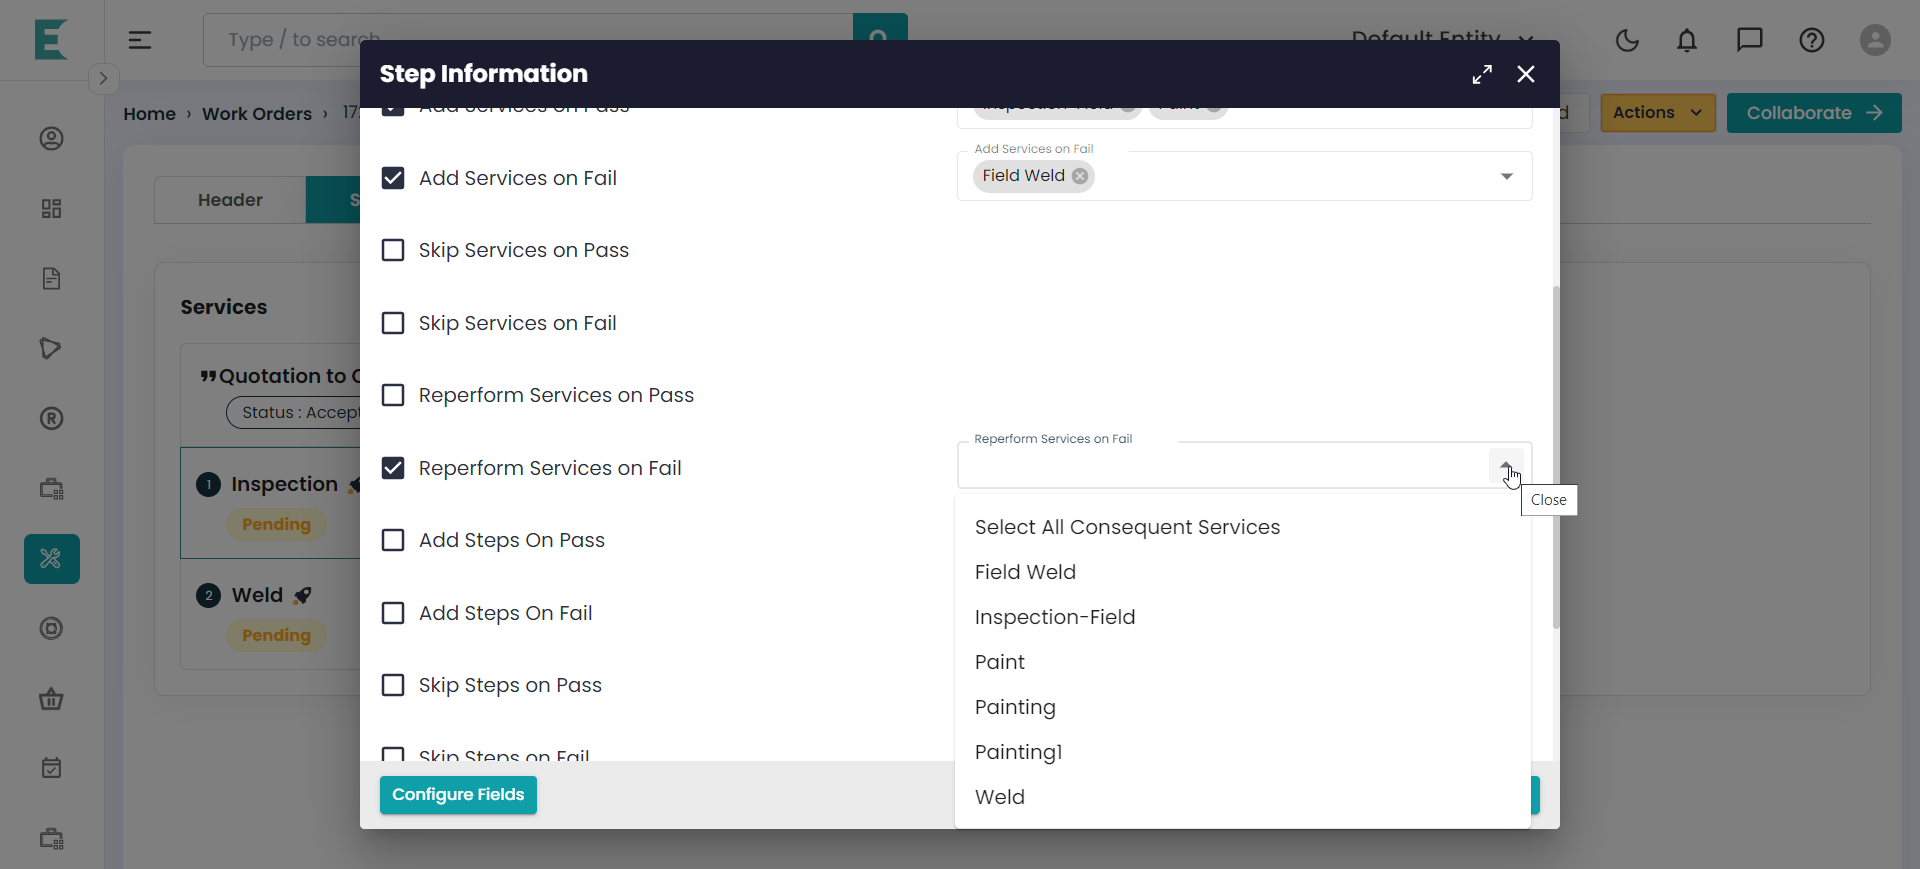 Type / to search
Default Entity
Step Information
Home › Work Orders › 17.
Actions
Collaborate
Add Services on Pass
Inspection-Field
Paint
Header
Add Services on Fail
Add Services on Fail
Field Weld
Skip Services on Pass
Services
Skip Services on Fail
Quotation to
Status : Accept
Reperform Services on Pass
Reperform Services on Fail
Reperform Services on Fail
Close
1 Inspection
Pending
Select All Consequent Services
Add Steps On Pass
Field Weld
2 Weld
Pending
Add Steps On Fail
Inspection-Field
Paint
Skip Steps on Pass
Painting
Skip Steps on Fail
Painting1
Configure Fields
Weld